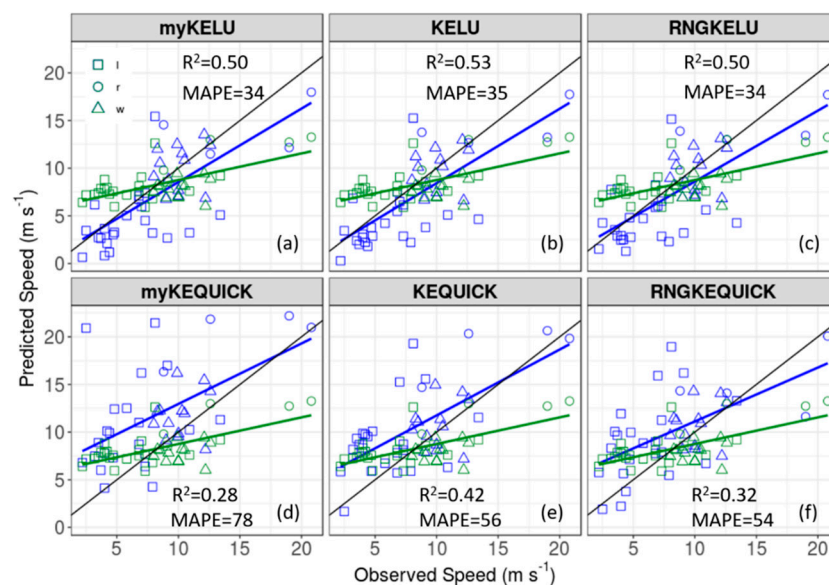 myKELU KELU RNGKELU
l
r
w
R²=0.50
MAPE=34
(a)
R²=0.53
MAPE=35
(b)
R²=0.50
MAPE=34
(c)
20
15
10
5
0
myKEQUICK KEQUICK RNGKEQUICK
R²=0.28
MAPE=78
(d)
R²=0.42
MAPE=56
(e)
R²=0.32
MAPE=54
(f)
20
15
10
5
0
5 10 15 20 5 10 15 20 5 10 15 20
Predicted Speed (m s⁻¹)
Observed Speed (m s⁻¹)